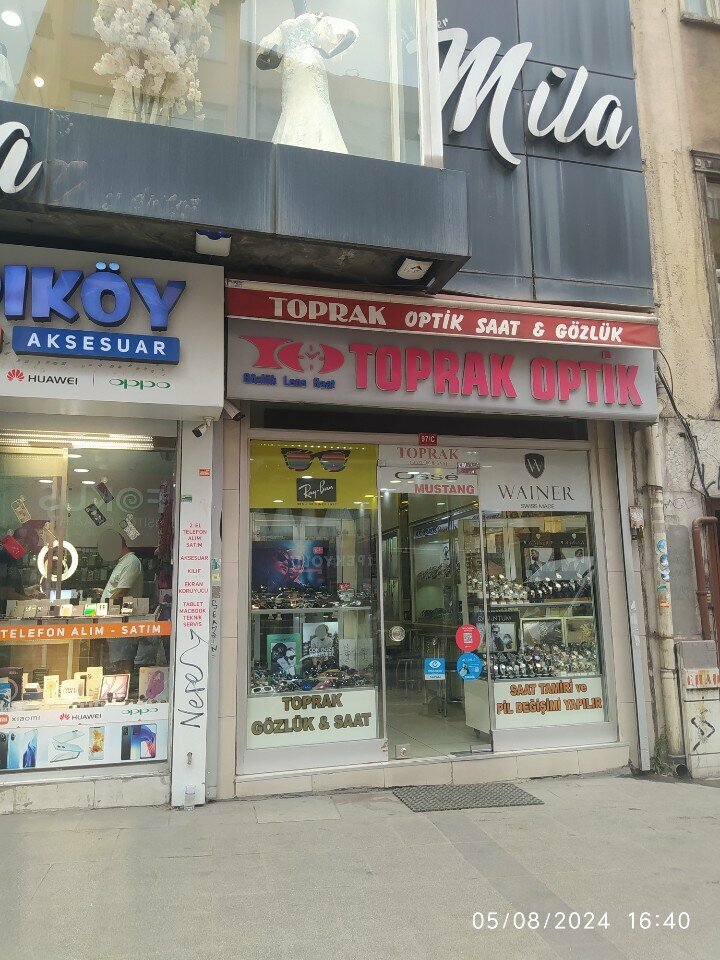 Mila
a
PIKÖY
AKSESUAR
HUAWEI
oppo
TOPRAK OPTİK SAAT & GÖZLÜK
TOPRAK OPTİK
Gözlük Lens Saat
97/C
TOPRAK
Ossé
MUSTANG
Ray-Ban
W
WAINER
SWISS MADE
2. EL
TELEFON
ALIM
SATIM
AKSESUAR
KILIF
EKRAN
KORUYUCU
TABLET
MACBOOK
TEKNİK
SERVİS
TELEFON ALIM - SATIM
xiaomi
HUAWEI
oppo
TOPRAK
GÖZLÜK & SAAT
SAAT TAMİRİ ve
PİL DEĞİŞİMİ YAPILIR
05/08/2024 16:40